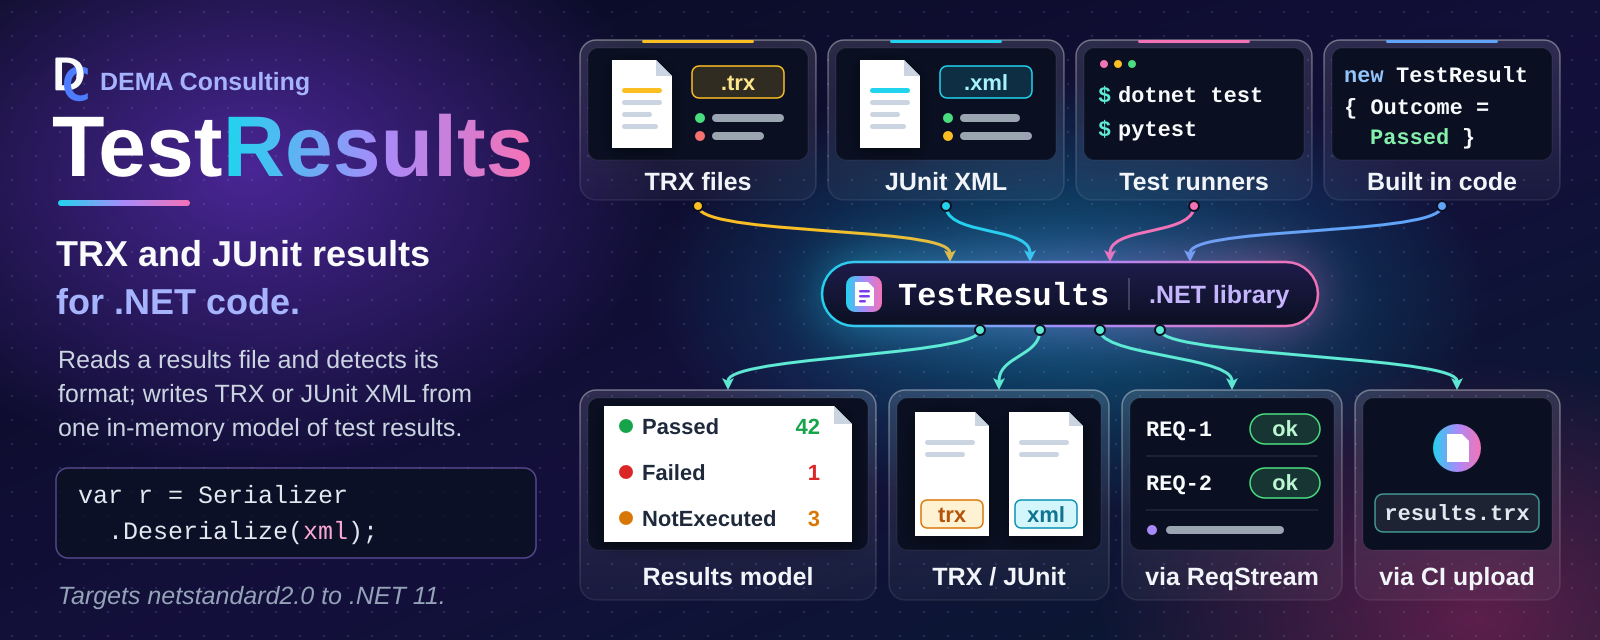 DC DEMA Consulting
TestResults
TRX and JUnit results
for .NET code.
Reads a results file and detects its
format; writes TRX or JUnit XML from
one in-memory model of test results.
var r = Serializer
.Deserialize(xml);
Targets netstandard2.0 to .NET 11.
.trx
TRX files
.xml
JUnit XML
$ dotnet test
$ pytest
Test runners
new TestResult
{ Outcome =
Passed }
Built in code
TestResults .NET library
Passed 42
Failed 1
NotExecuted 3
Results model
trx xml
TRX / JUnit
REQ-1 ok
REQ-2 ok
via ReqStream
results.trx
via CI upload